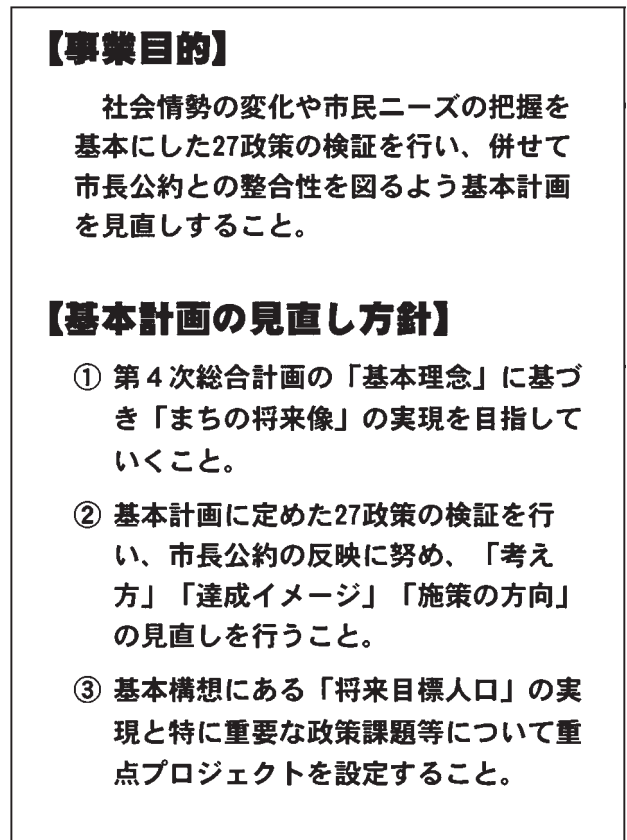 【事業目的】
社会情勢の変化や市民ニーズの把握を
基本にした27政策の検証を行い、併せて
市長公約との整合性を図るよう基本計画
を見直しすること。
【基本計画の見直し方針】
① 第４次総合計画の「基本理念」に基づ
き「まちの将来像」の実現を目指して
いくこと。
② 基本計画に定めた27政策の検証を行
い、市長公約の反映に努め、「考え
方」「達成イメージ」「施策の方向」
の見直しを行うこと。
③ 基本構想にある「将来目標人口」の実
現と特に重要な政策課題等について重
点プロジェクトを設定すること。